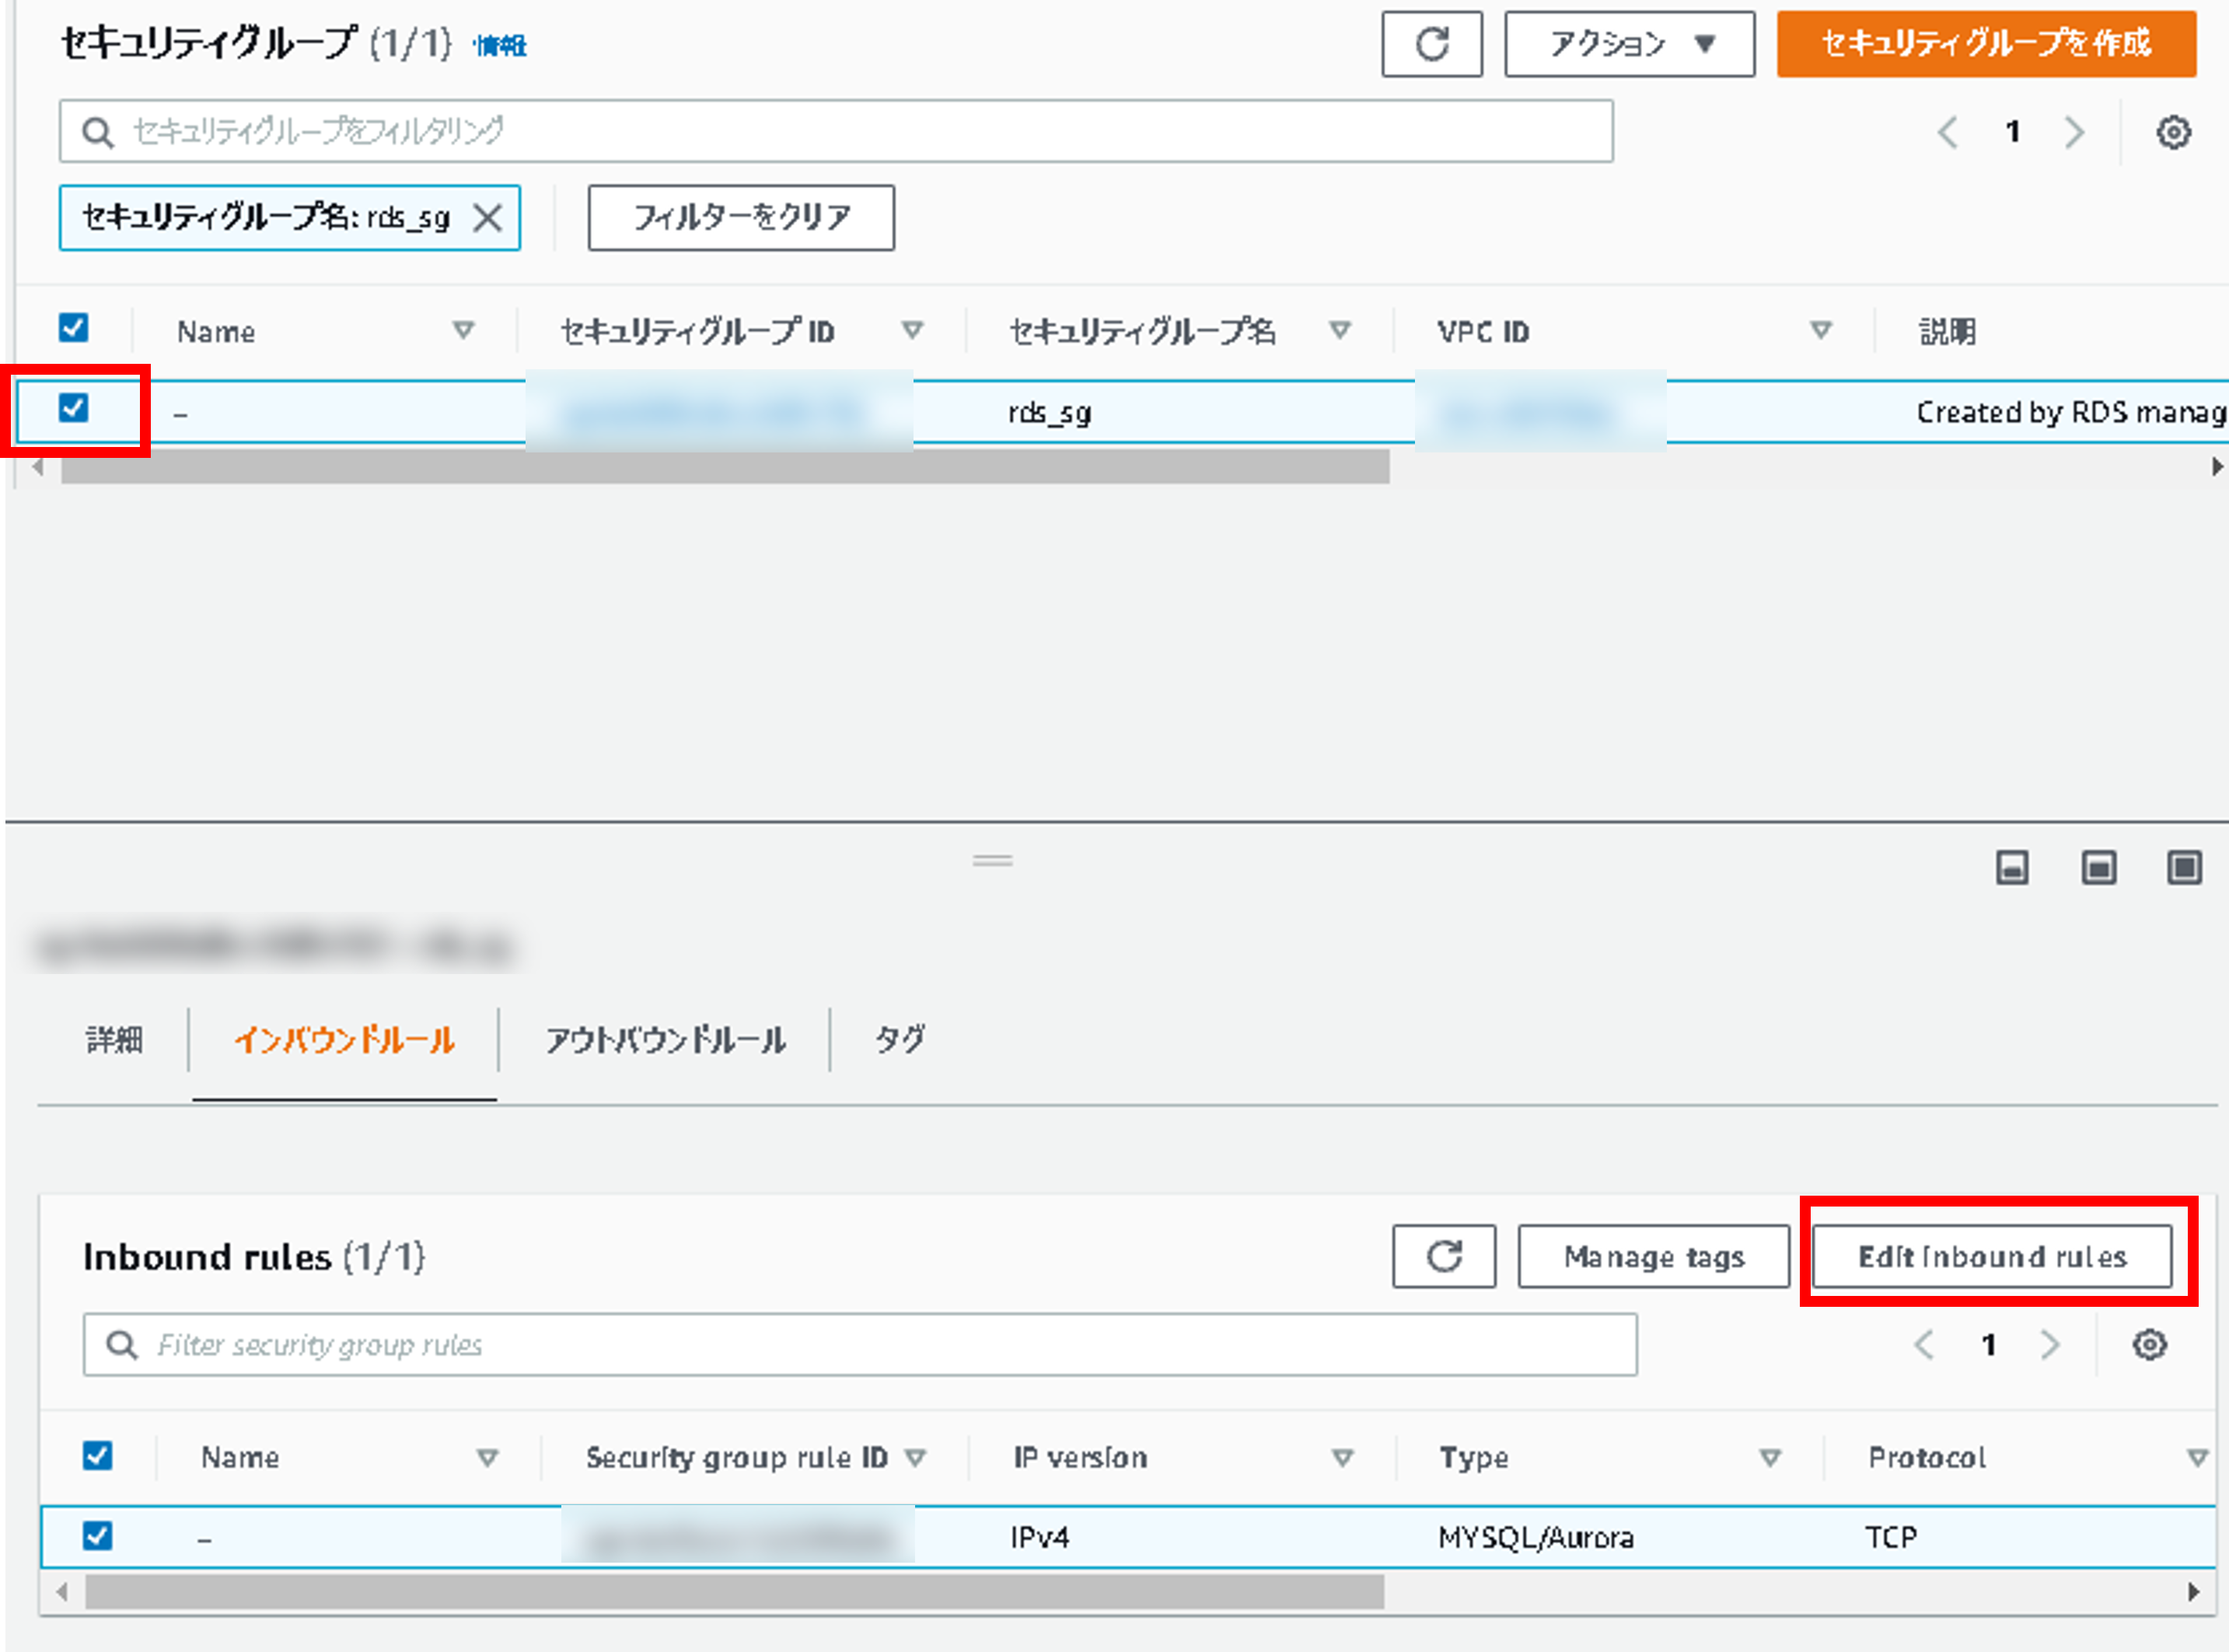 セキュリティグループ (1/1) 情報 アクション セキュリティグループを作成
セキュリティグループをフィルタリング 1
セキュリティグループ名: rds_sg フィルターをクリア
Name セキュリティグループ ID セキュリティグループ名 VPC ID 説明
– rds_sg Created by RDS manag
詳細 インバウンドルール アウトバウンドルール タグ
Inbound rules (1/1) Manage tags Edit inbound rules
Filter security group rules 1
Name Security group rule ID IP version Type Protocol
– IPv4 MYSQL/Aurora TCP